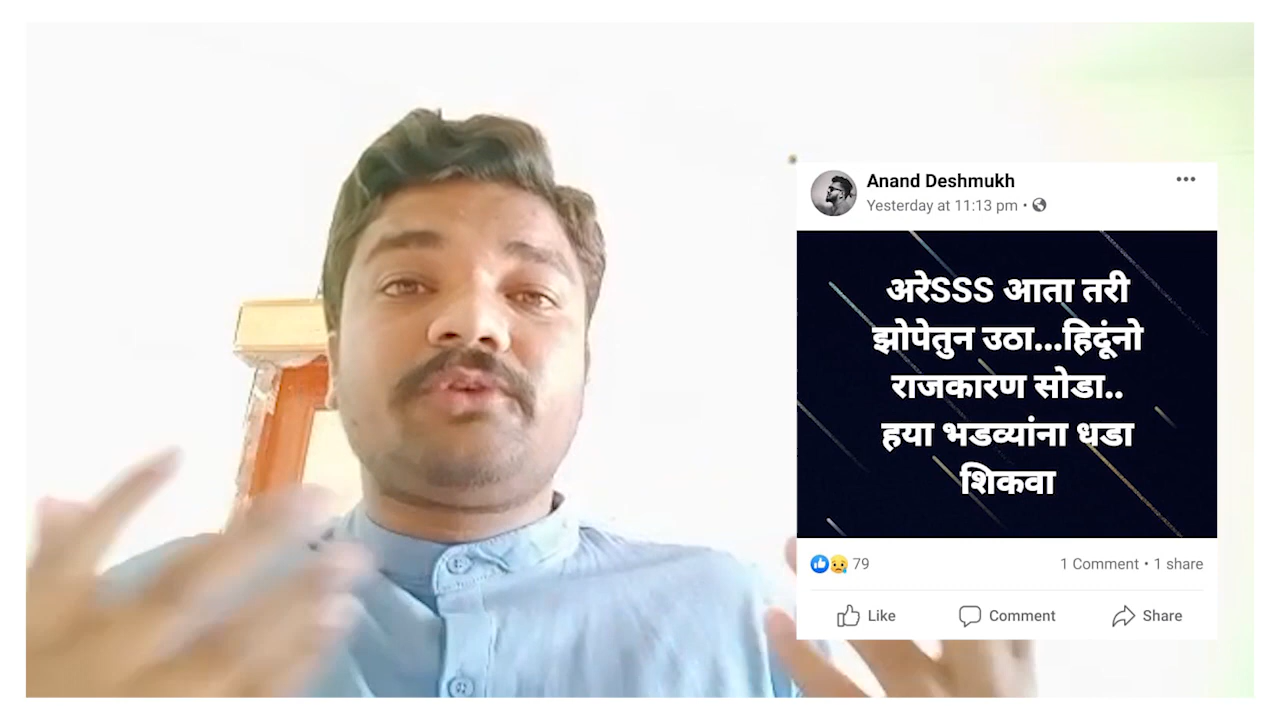 Anand Deshmukh
Yesterday at 11:13 pm •
अरेSSS आता तरी
झोपेतुन उठा...हिदूंनो
राजकारण सोडा..
हया भडव्यांना धडा
शिकवा
79
1 Comment • 1 share
Like
Comment
Share